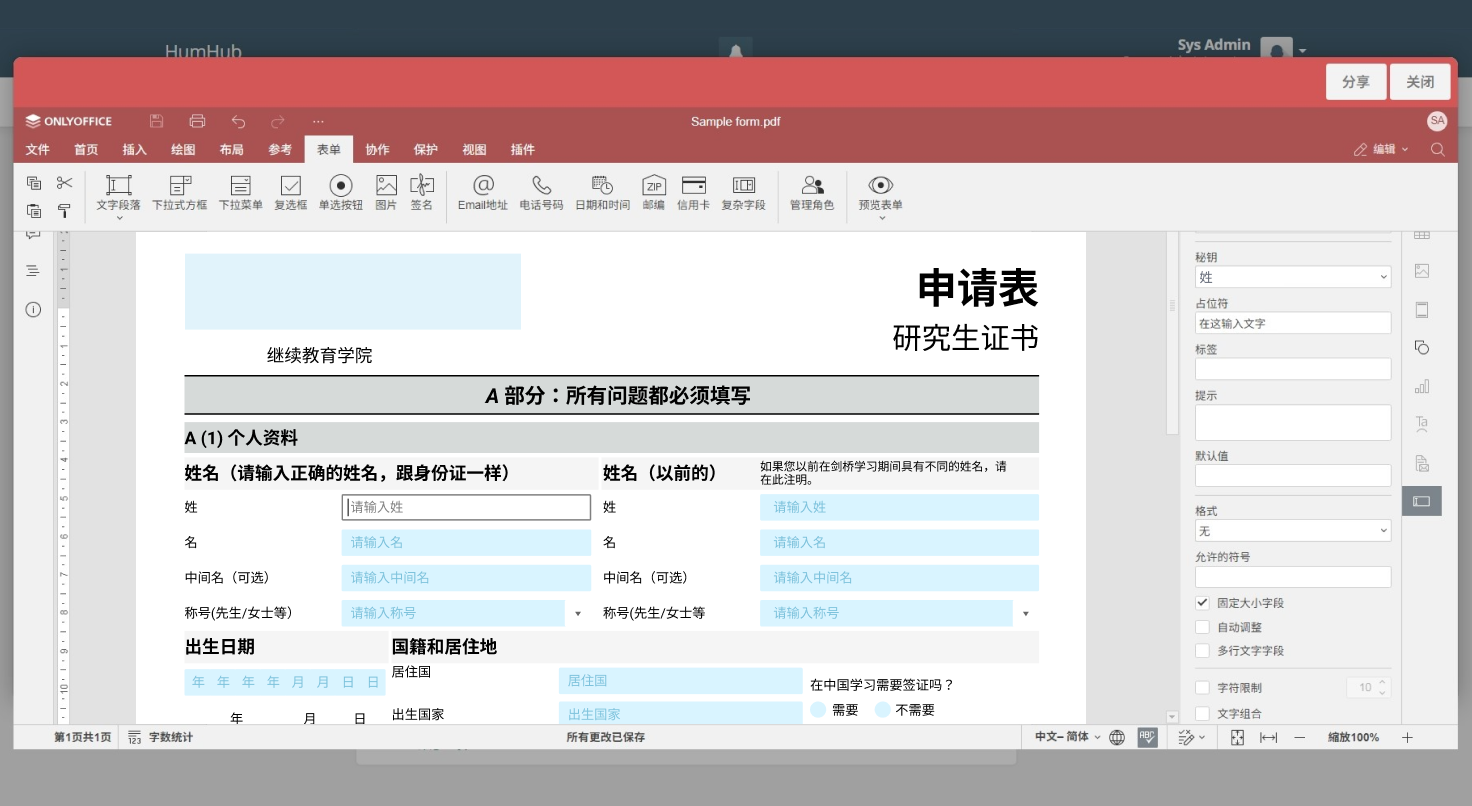 HumHub
Sys Admin
分享
关闭
ONLYOFFICE
...
Sample form.pdf
SA
文件 首页 插入 绘图 布局 参考 表单 协作 保护 视图 插件
编辑
文字段落 下拉式方框 下拉菜单 复选框 单选按钮 图片 签名 Email地址 电话号码 日期和时间 邮编 信用卡 复杂字段 管理角色 预览表单
ZIP
申请表
研究生证书
继续教育学院
A 部分：所有问题都必须填写
A (1) 个人资料
姓名（请输入正确的姓名，跟身份证一样）
姓名（以前的）
如果您以前在剑桥学习期间具有不同的姓名，请
在此注明。
姓 请输入姓 姓 请输入姓
名 请输入名 名 请输入名
中间名（可选） 请输入中间名 中间名（可选） 请输入中间名
称号(先生/女士等） 请输入称号 称号(先生/女士等 请输入称号
出生日期
国籍和居住地
年 年 年 年 月 月 日 日
年 月 日
居住国 居住国
出生国家 出生国家
在中国学习需要签证吗？
需要 不需要
秘钥
姓
占位符
在这输入文字
标签
提示
默认值
格式
无
允许的符号
固定大小字段
自动调整
多行文字字段
字符限制 10
文字组合
Ta
第1页共1页
123 字数统计
所有更改已保存
中文– 简体
ABC
缩放100%